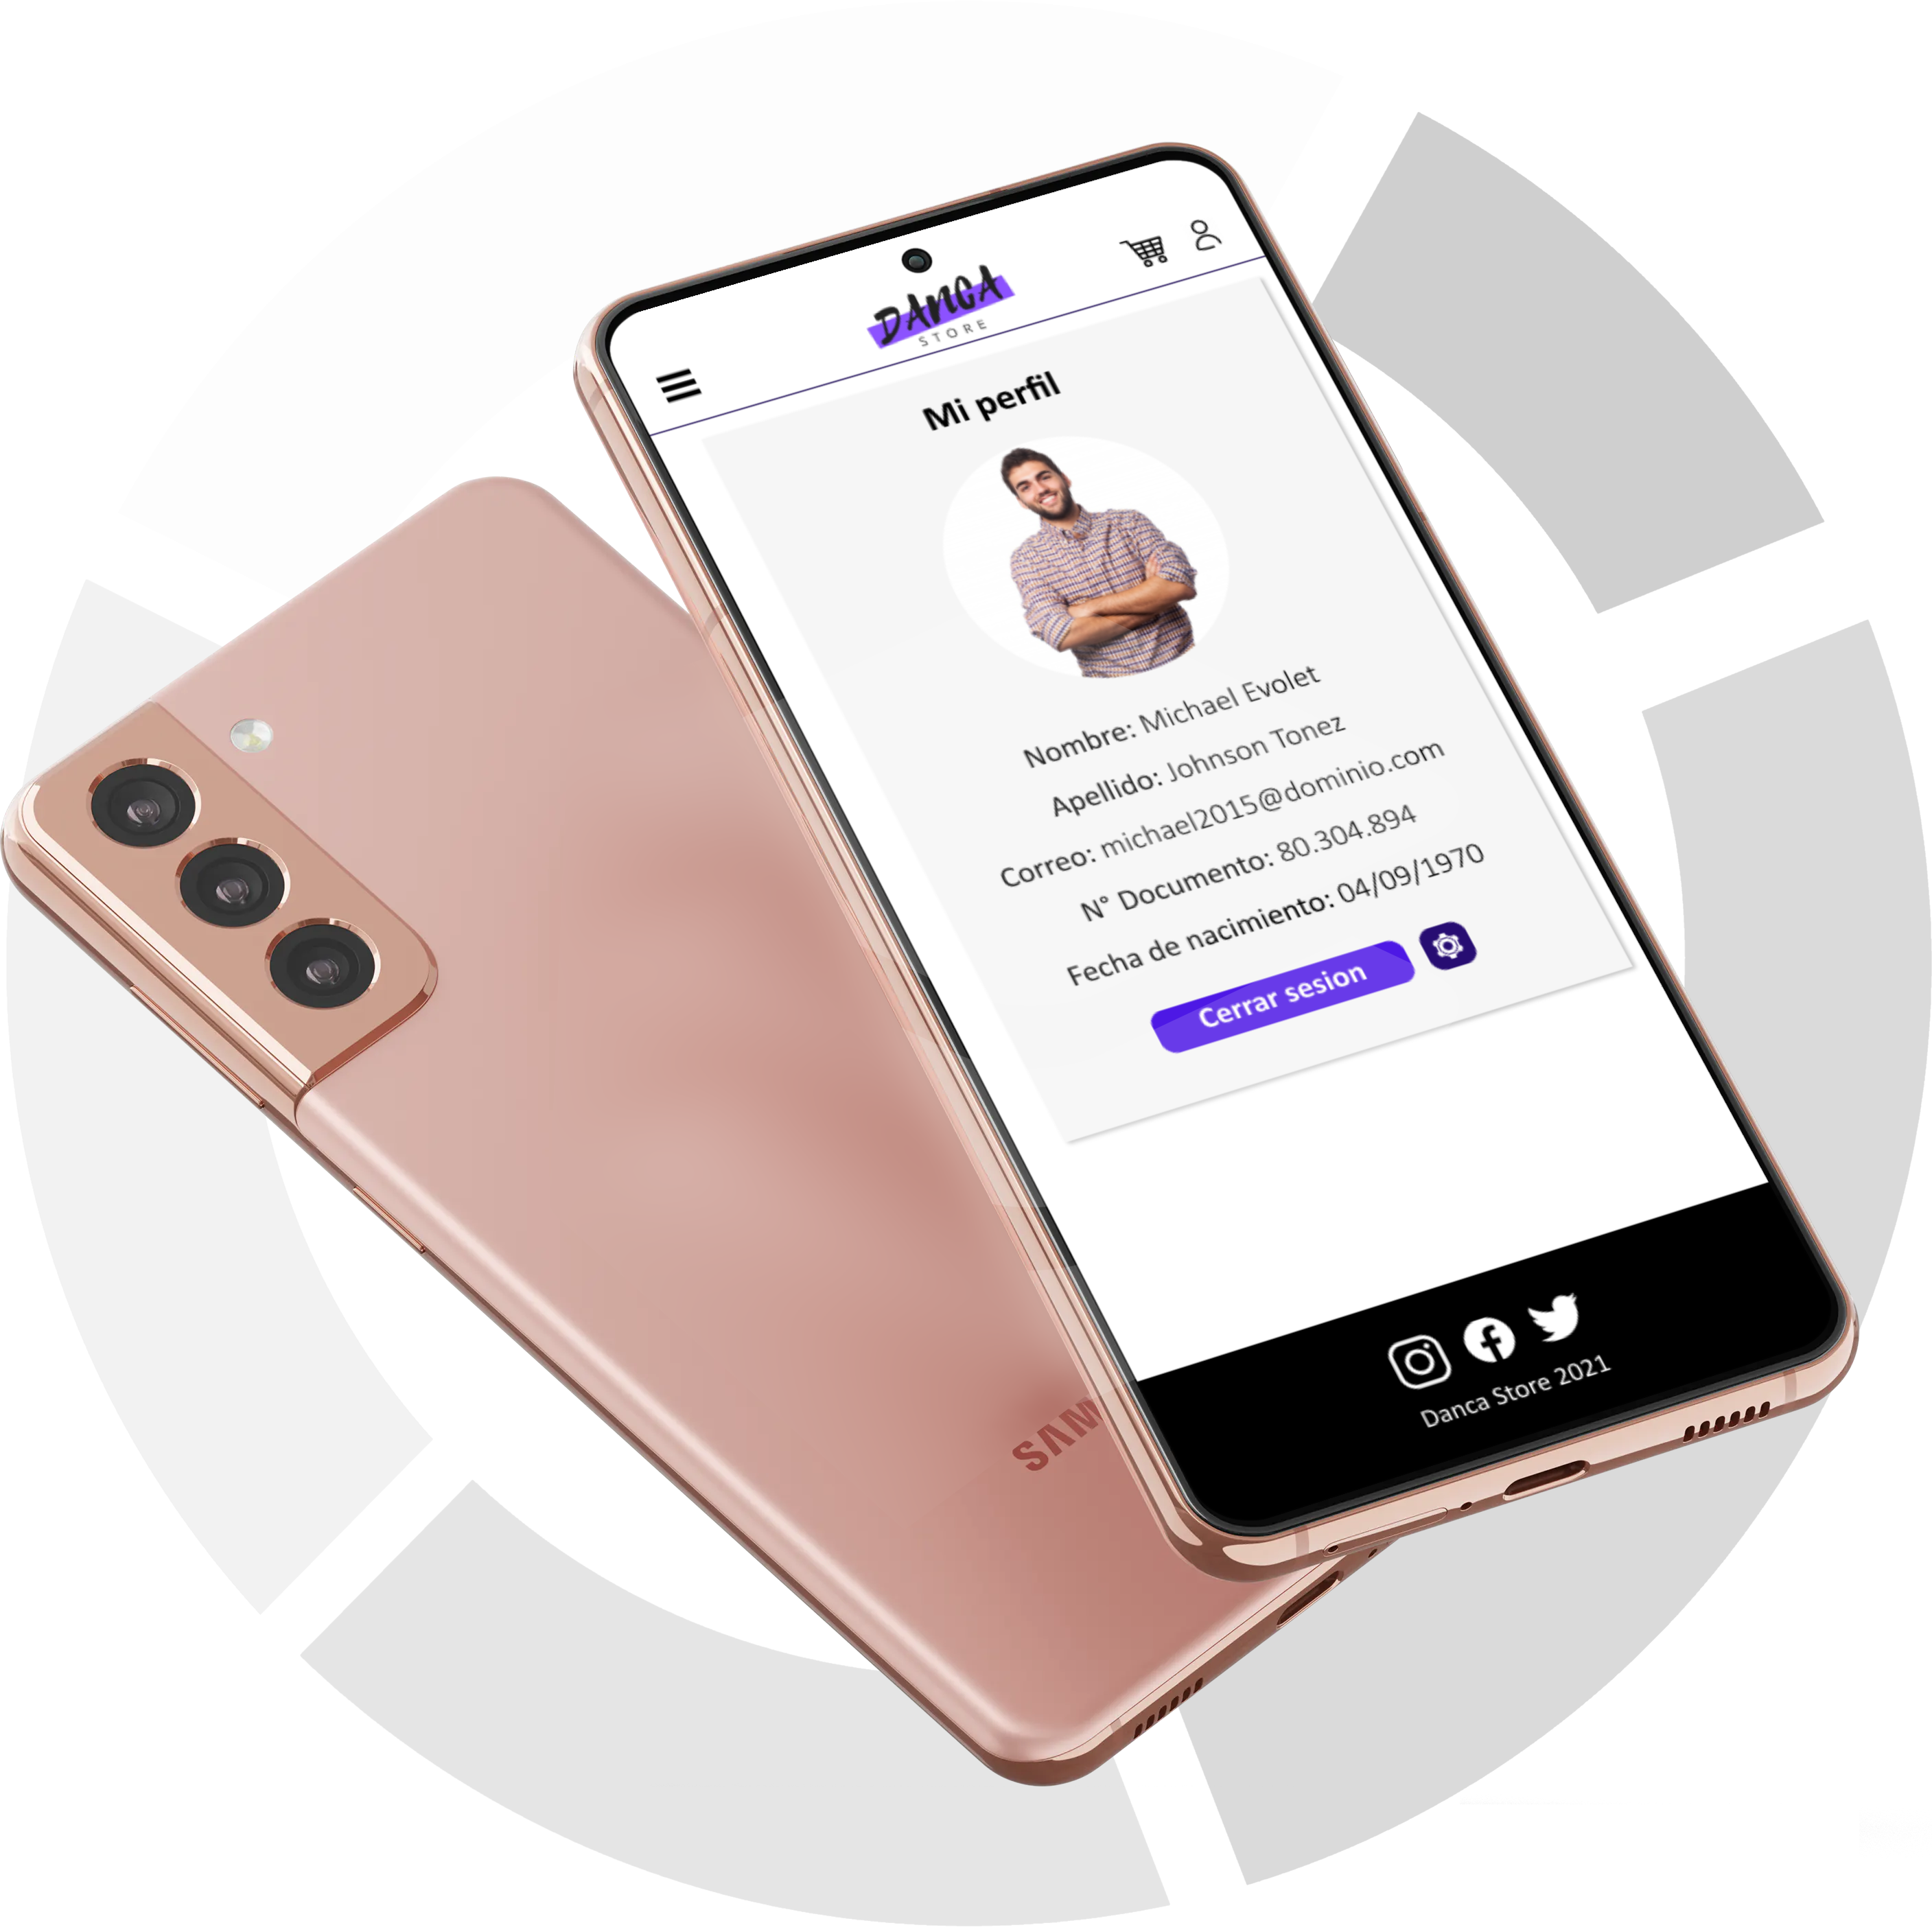 DANCA
STORE
Mi perfil
Nombre: Michael Evolet
Apellido: Johnson Tonez
Correo: michael2015@dominio.com
N° Documento: 80.304.894
Fecha de nacimiento: 04/09/1970
Cerrar sesion
Danca Store 2021
SAM